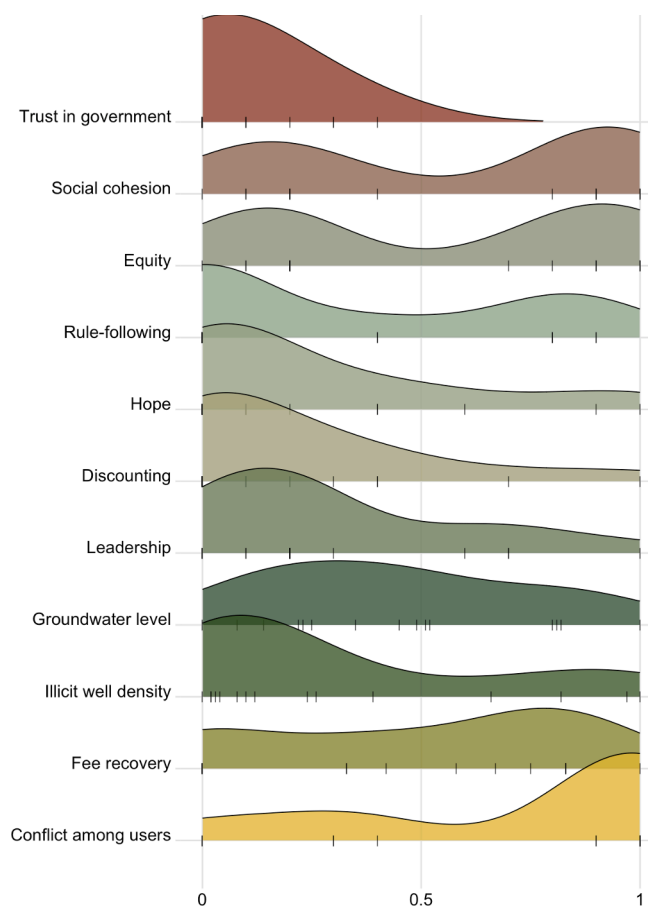 Trust in government
Social cohesion
Equity
Rule-following
Hope
Discounting
Leadership
Groundwater level
Illicit well density
Fee recovery
Conflict among users
0 0.5 1